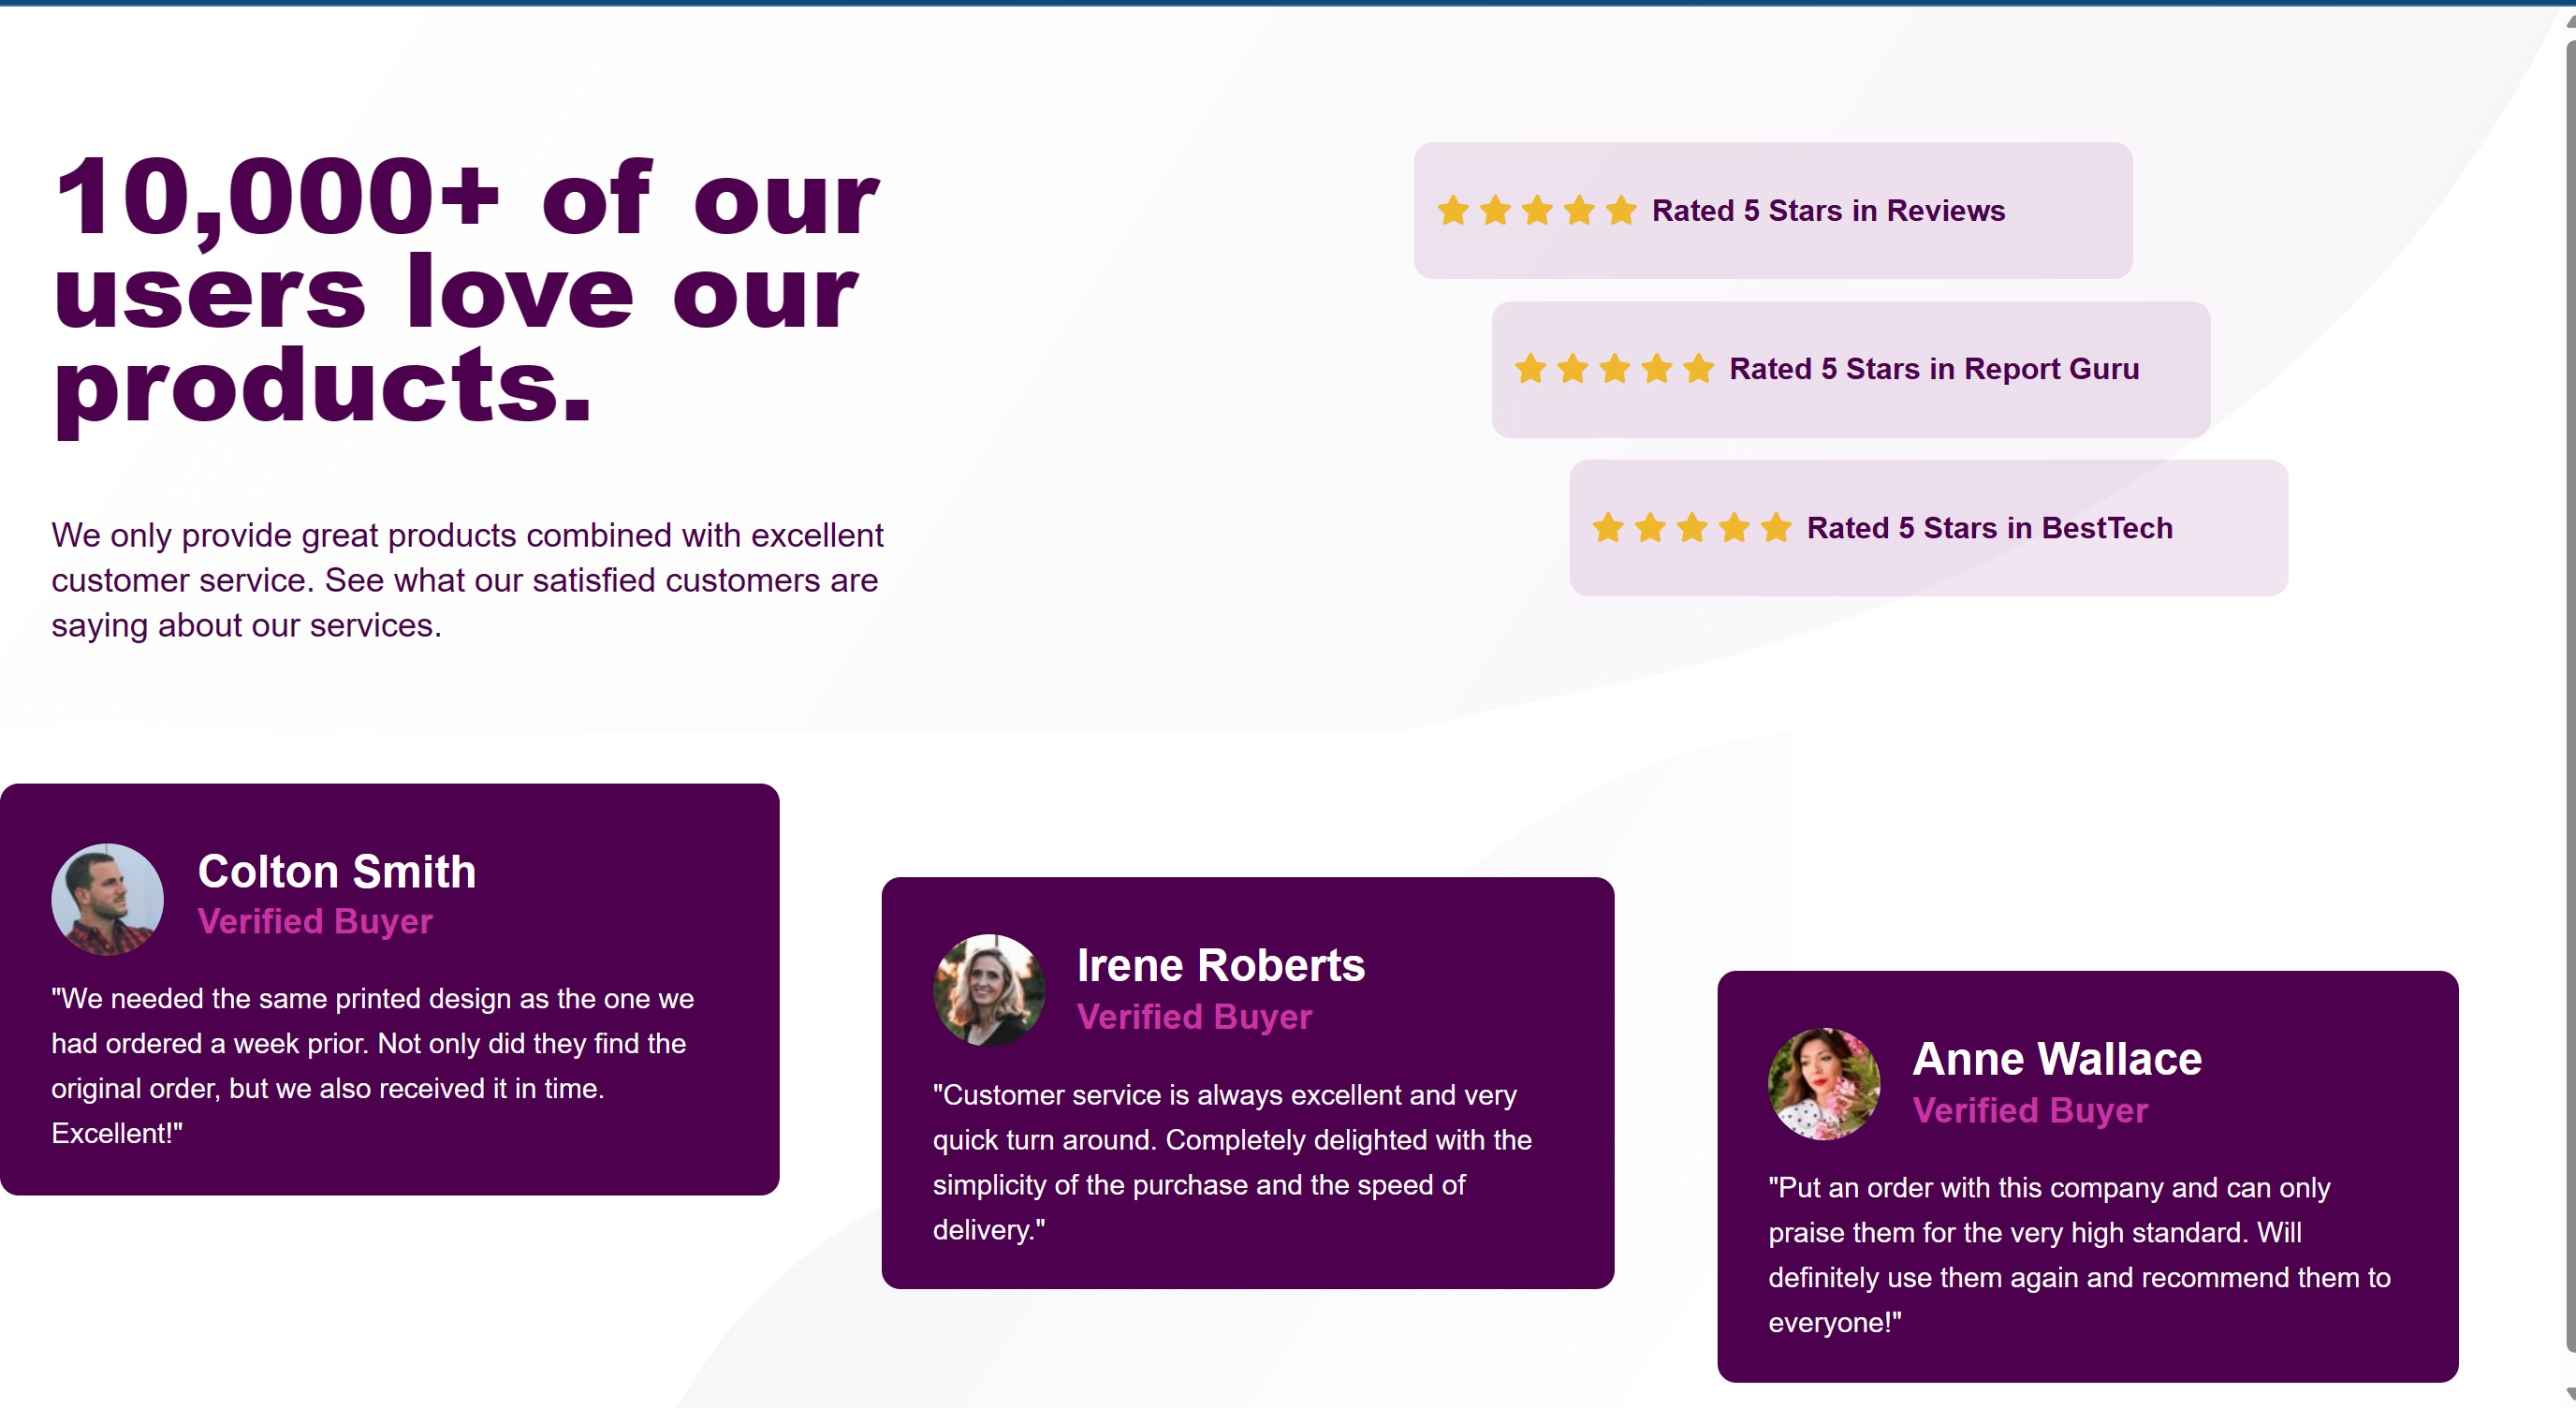 10,000+ of our
users love our
products.
We only provide great products combined with excellent
customer service. See what our satisfied customers are
saying about our services.
Rated 5 Stars in Reviews
Rated 5 Stars in Report Guru
Rated 5 Stars in BestTech
Colton Smith
Verified Buyer
"We needed the same printed design as the one we
had ordered a week prior. Not only did they find the
original order, but we also received it in time.
Excellent!"
Irene Roberts
Verified Buyer
"Customer service is always excellent and very
quick turn around. Completely delighted with the
simplicity of the purchase and the speed of
delivery."
Anne Wallace
Verified Buyer
"Put an order with this company and can only
praise them for the very high standard. Will
definitely use them again and recommend them to
everyone!"